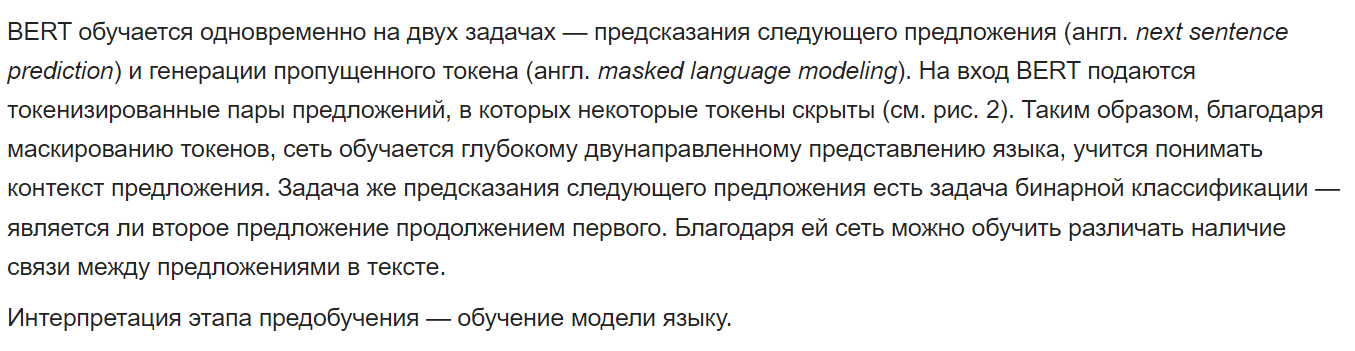 BERT обучается одновременно на двух задачах — предсказания следующего предложения (англ. next sentence
prediction) и генерации пропущенного токена (англ. masked language modeling). На вход BERT подаются
токенизированные пары предложений, в которых некоторые токены скрыты (см. рис. 2). Таким образом, благодаря
маскированию токенов, сеть обучается глубокому двунаправленному представлению языка, учится понимать
контекст предложения. Задача же предсказания следующего предложения есть задача бинарной классификации —
является ли второе предложение продолжением первого. Благодаря ей сеть можно обучить различать наличие
связи между предложениями в тексте.
Интерпретация этапа предобучения — обучение модели языку.